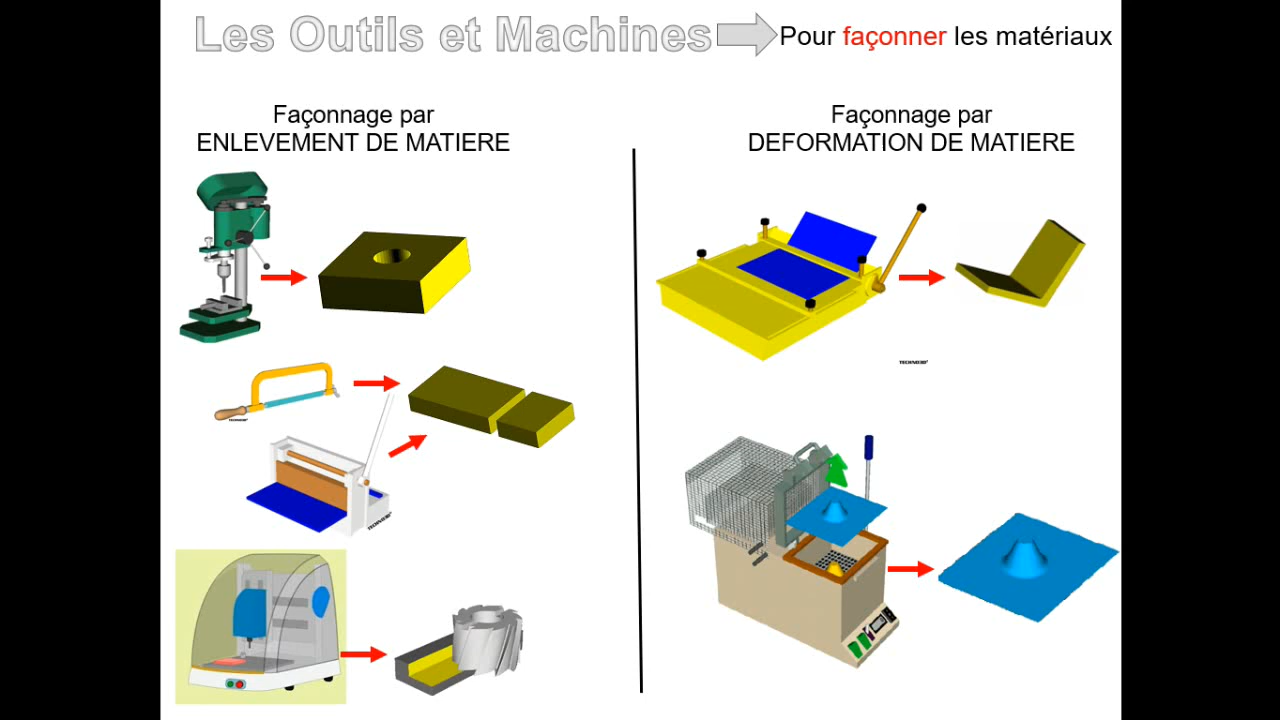 Les Outils et Machines
Pour façonner les matériaux
Façonnage par
ENLEVEMENT DE MATIERE
Façonnage par
DEFORMATION DE MATIERE